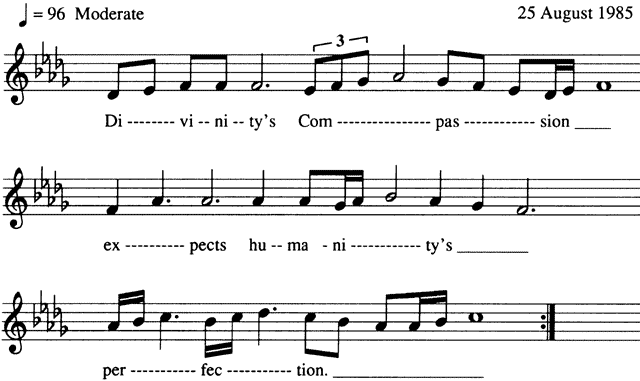 ♩ = 96 Moderate 25 August 1985
3
Di -------- vi -- ni -- ty's Com ---------------- pas ------------ sion ____
ex ---------- pects hu -- ma - ni ------------ ty's ________
per ----------- fec ----------- tion. _________________